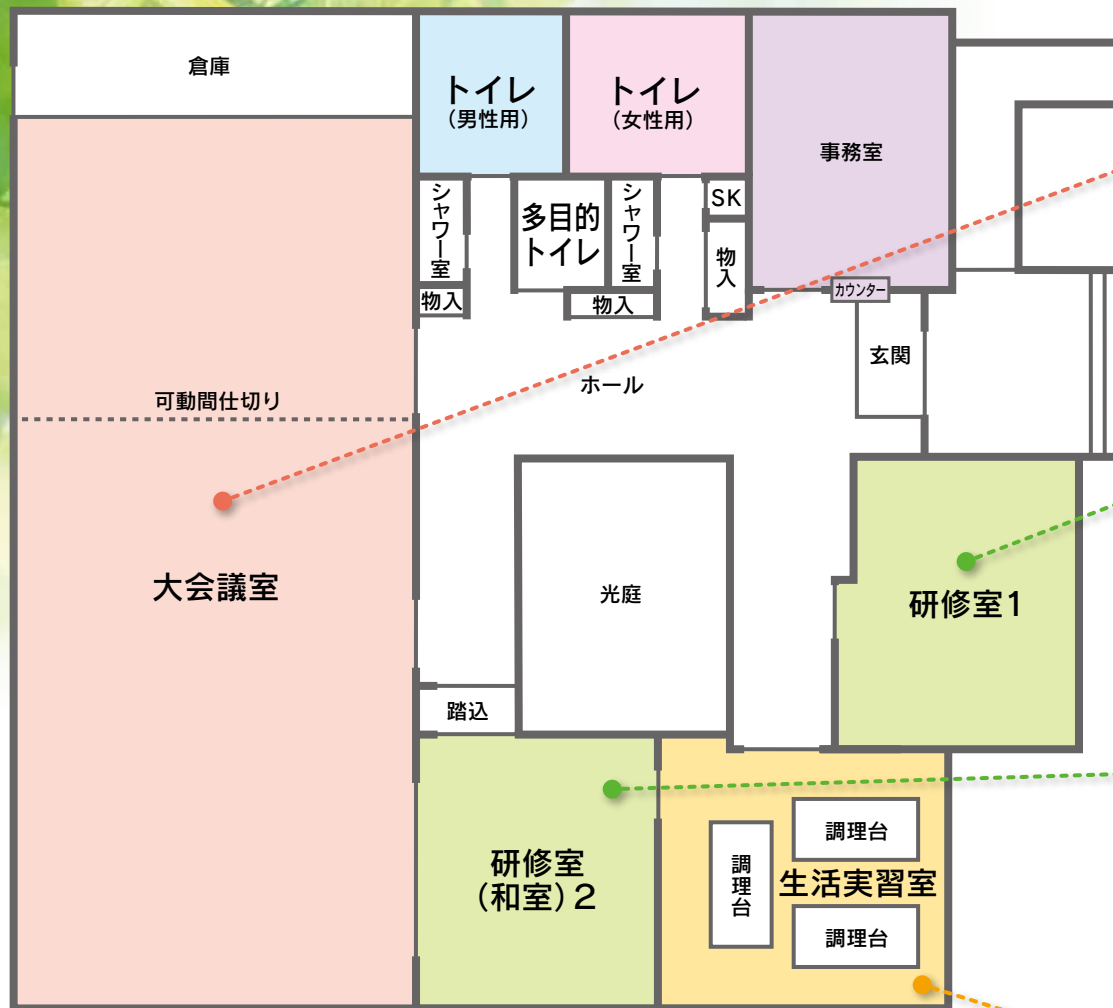 倉庫
トイレ
（男性用）
トイレ
（女性用）
事務室
シャワー室
多目的
トイレ
シャワー室
SK
物入
物入
物入
カウンター
玄関
ホール
可動間仕切り
大会議室
光庭
研修室1
踏込
研修室
（和室）2
調理台
調理台
生活実習室
調理台